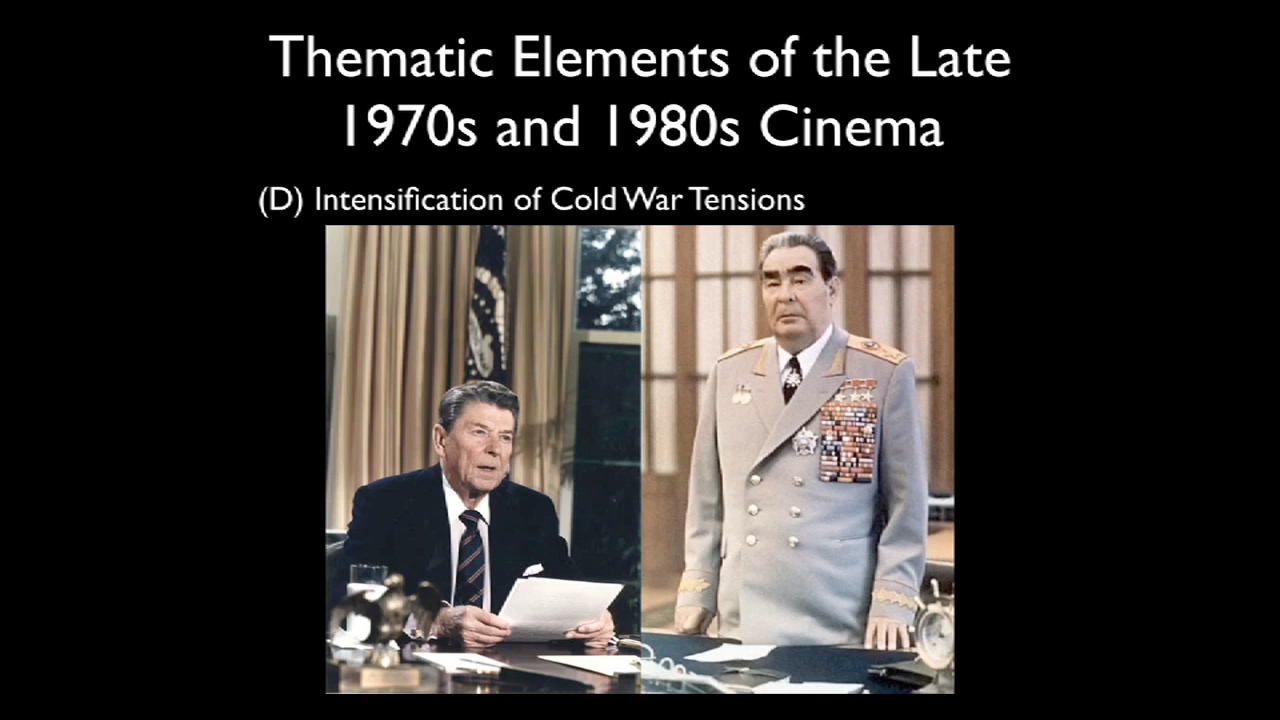 Thematic Elements of the Late
1970s and 1980s Cinema
(D) Intensification of Cold War Tensions